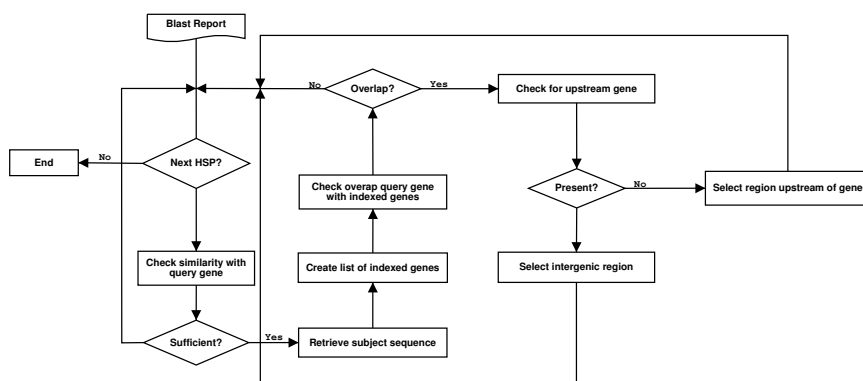 Blast Report
No
Overlap?
Yes
Check for upstream gene
End
No
Next HSP?
Check overap query gene
with indexed genes
Present?
No
Select region upstream of gene
Check similarity with
query gene
Create list of indexed genes
Select intergenic region
Sufficient?
Yes
Retrieve subject sequence